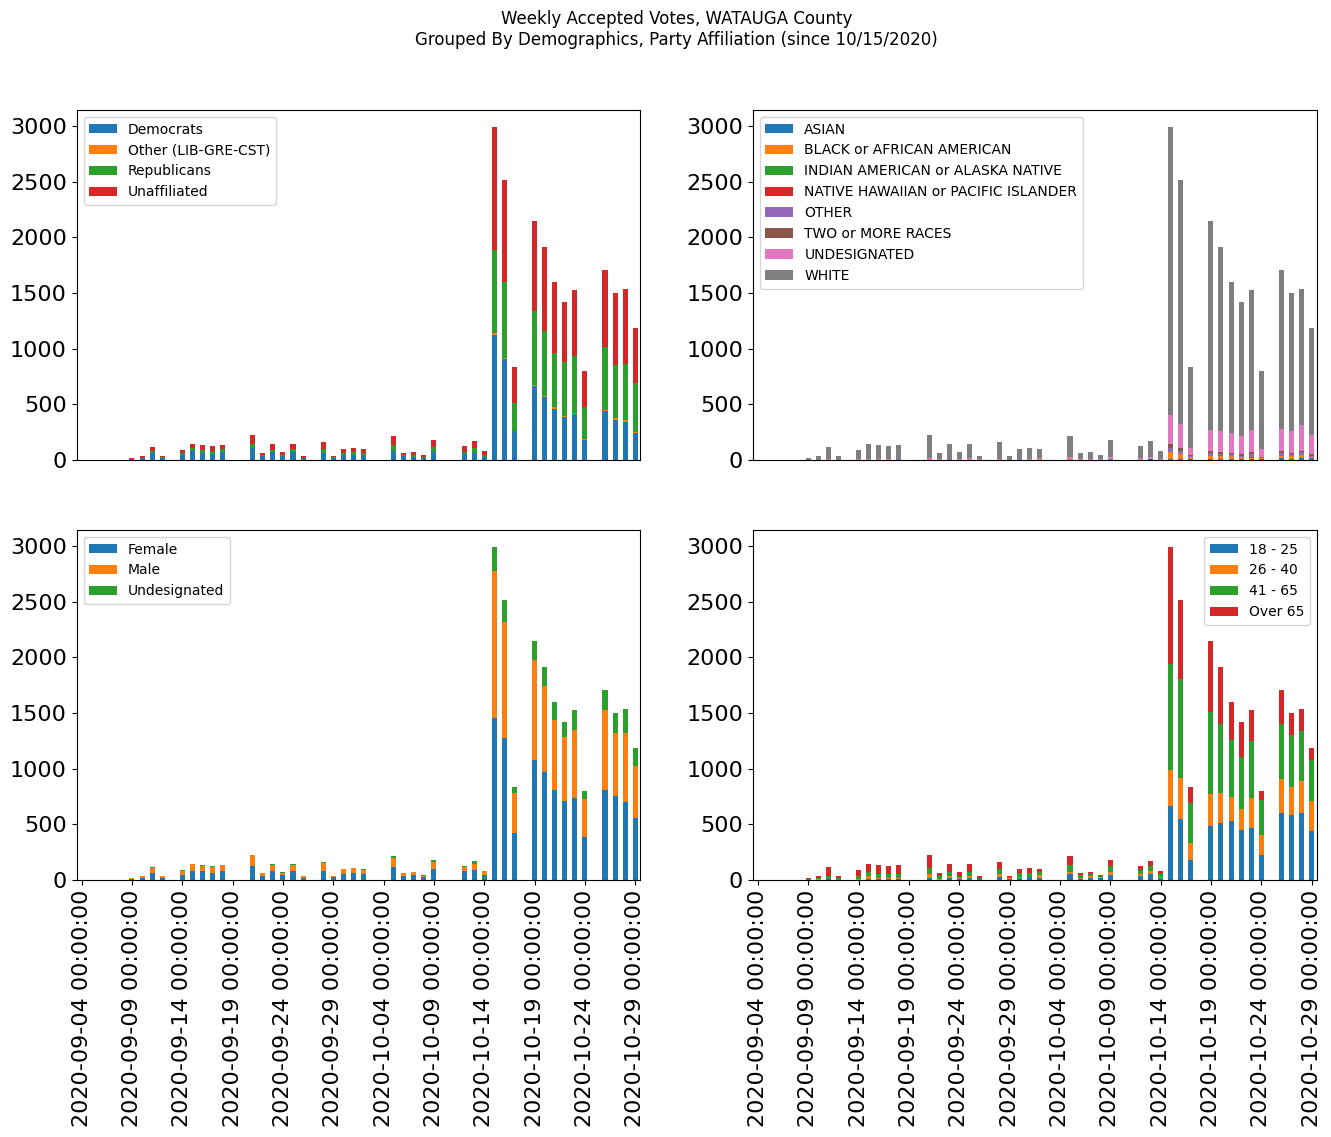 Weekly Accepted Votes, WATAUGA County
Grouped By Demographics, Party Affiliation (since 10/15/2020)
3000
2500
2000
1500
1000
500
0
Democrats
Other (LIB-GRE-CST)
Republicans
Unaffiliated
3000
2500
2000
1500
1000
500
0
ASIAN
BLACK or AFRICAN AMERICAN
INDIAN AMERICAN or ALASKA NATIVE
NATIVE HAWAIIAN or PACIFIC ISLANDER
OTHER
TWO or MORE RACES
UNDESIGNATED
WHITE
3000
2500
2000
1500
1000
500
0
Female
Male
Undesignated
2020-09-04 00:00:00
2020-09-09 00:00:00
2020-09-14 00:00:00
2020-09-19 00:00:00
2020-09-24 00:00:00
2020-09-29 00:00:00
2020-10-04 00:00:00
2020-10-09 00:00:00
2020-10-14 00:00:00
2020-10-19 00:00:00
2020-10-24 00:00:00
2020-10-29 00:00:00
3000
2500
2000
1500
1000
500
0
18 - 25
26 - 40
41 - 65
Over 65
2020-09-04 00:00:00
2020-09-09 00:00:00
2020-09-14 00:00:00
2020-09-19 00:00:00
2020-09-24 00:00:00
2020-09-29 00:00:00
2020-10-04 00:00:00
2020-10-09 00:00:00
2020-10-14 00:00:00
2020-10-19 00:00:00
2020-10-24 00:00:00
2020-10-29 00:00:00